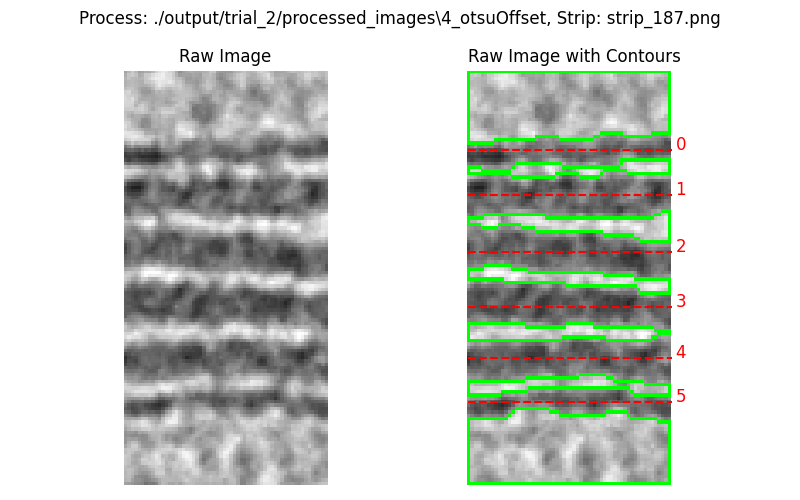 Process: ./output/trial_2/processed_images\4_otsuOffset, Strip: strip_187.png
Raw Image
Raw Image with Contours
0
1
2
3
4
5